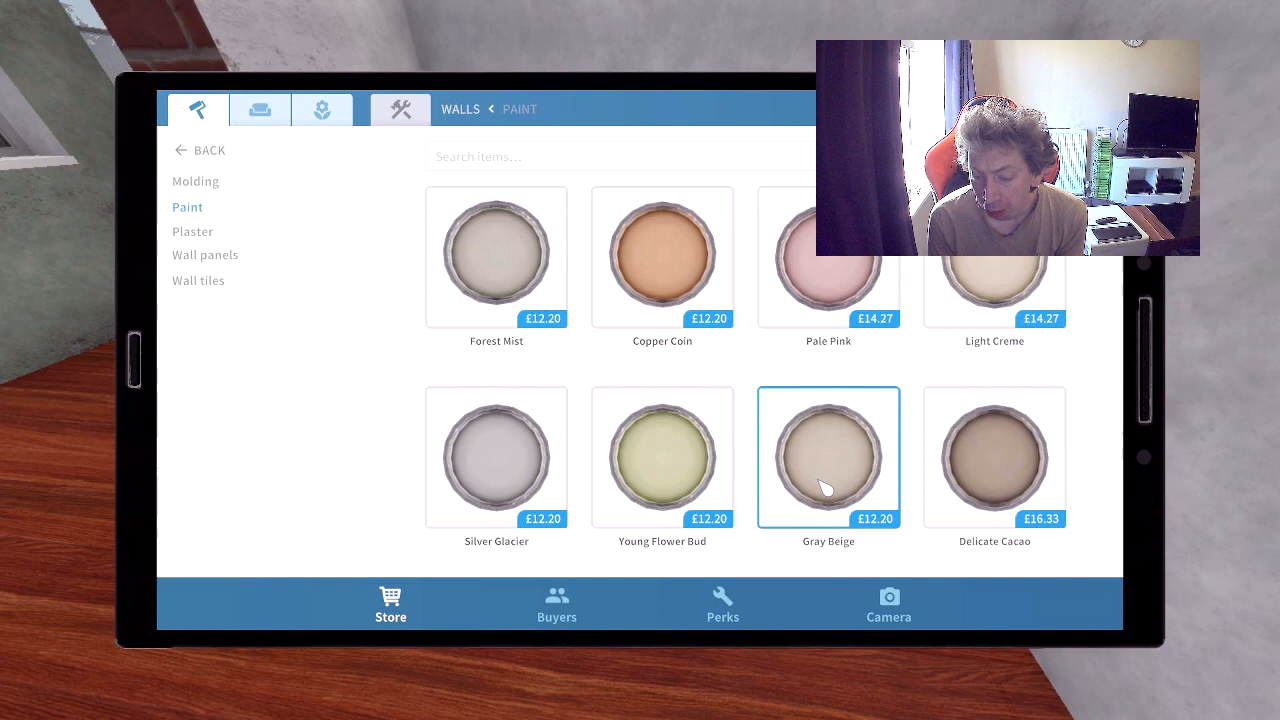 WALLS < PAINT
BACK
Search items...
Molding
Paint
Plaster
Wall panels
Wall tiles
£12.20
£12.20
£14.27
£14.27
Forest Mist
Copper Coin
Pale Pink
Light Creme
£12.20
£12.20
£12.20
£16.33
Silver Glacier
Young Flower Bud
Gray Beige
Delicate Cacao
Store
Buyers
Perks
Camera